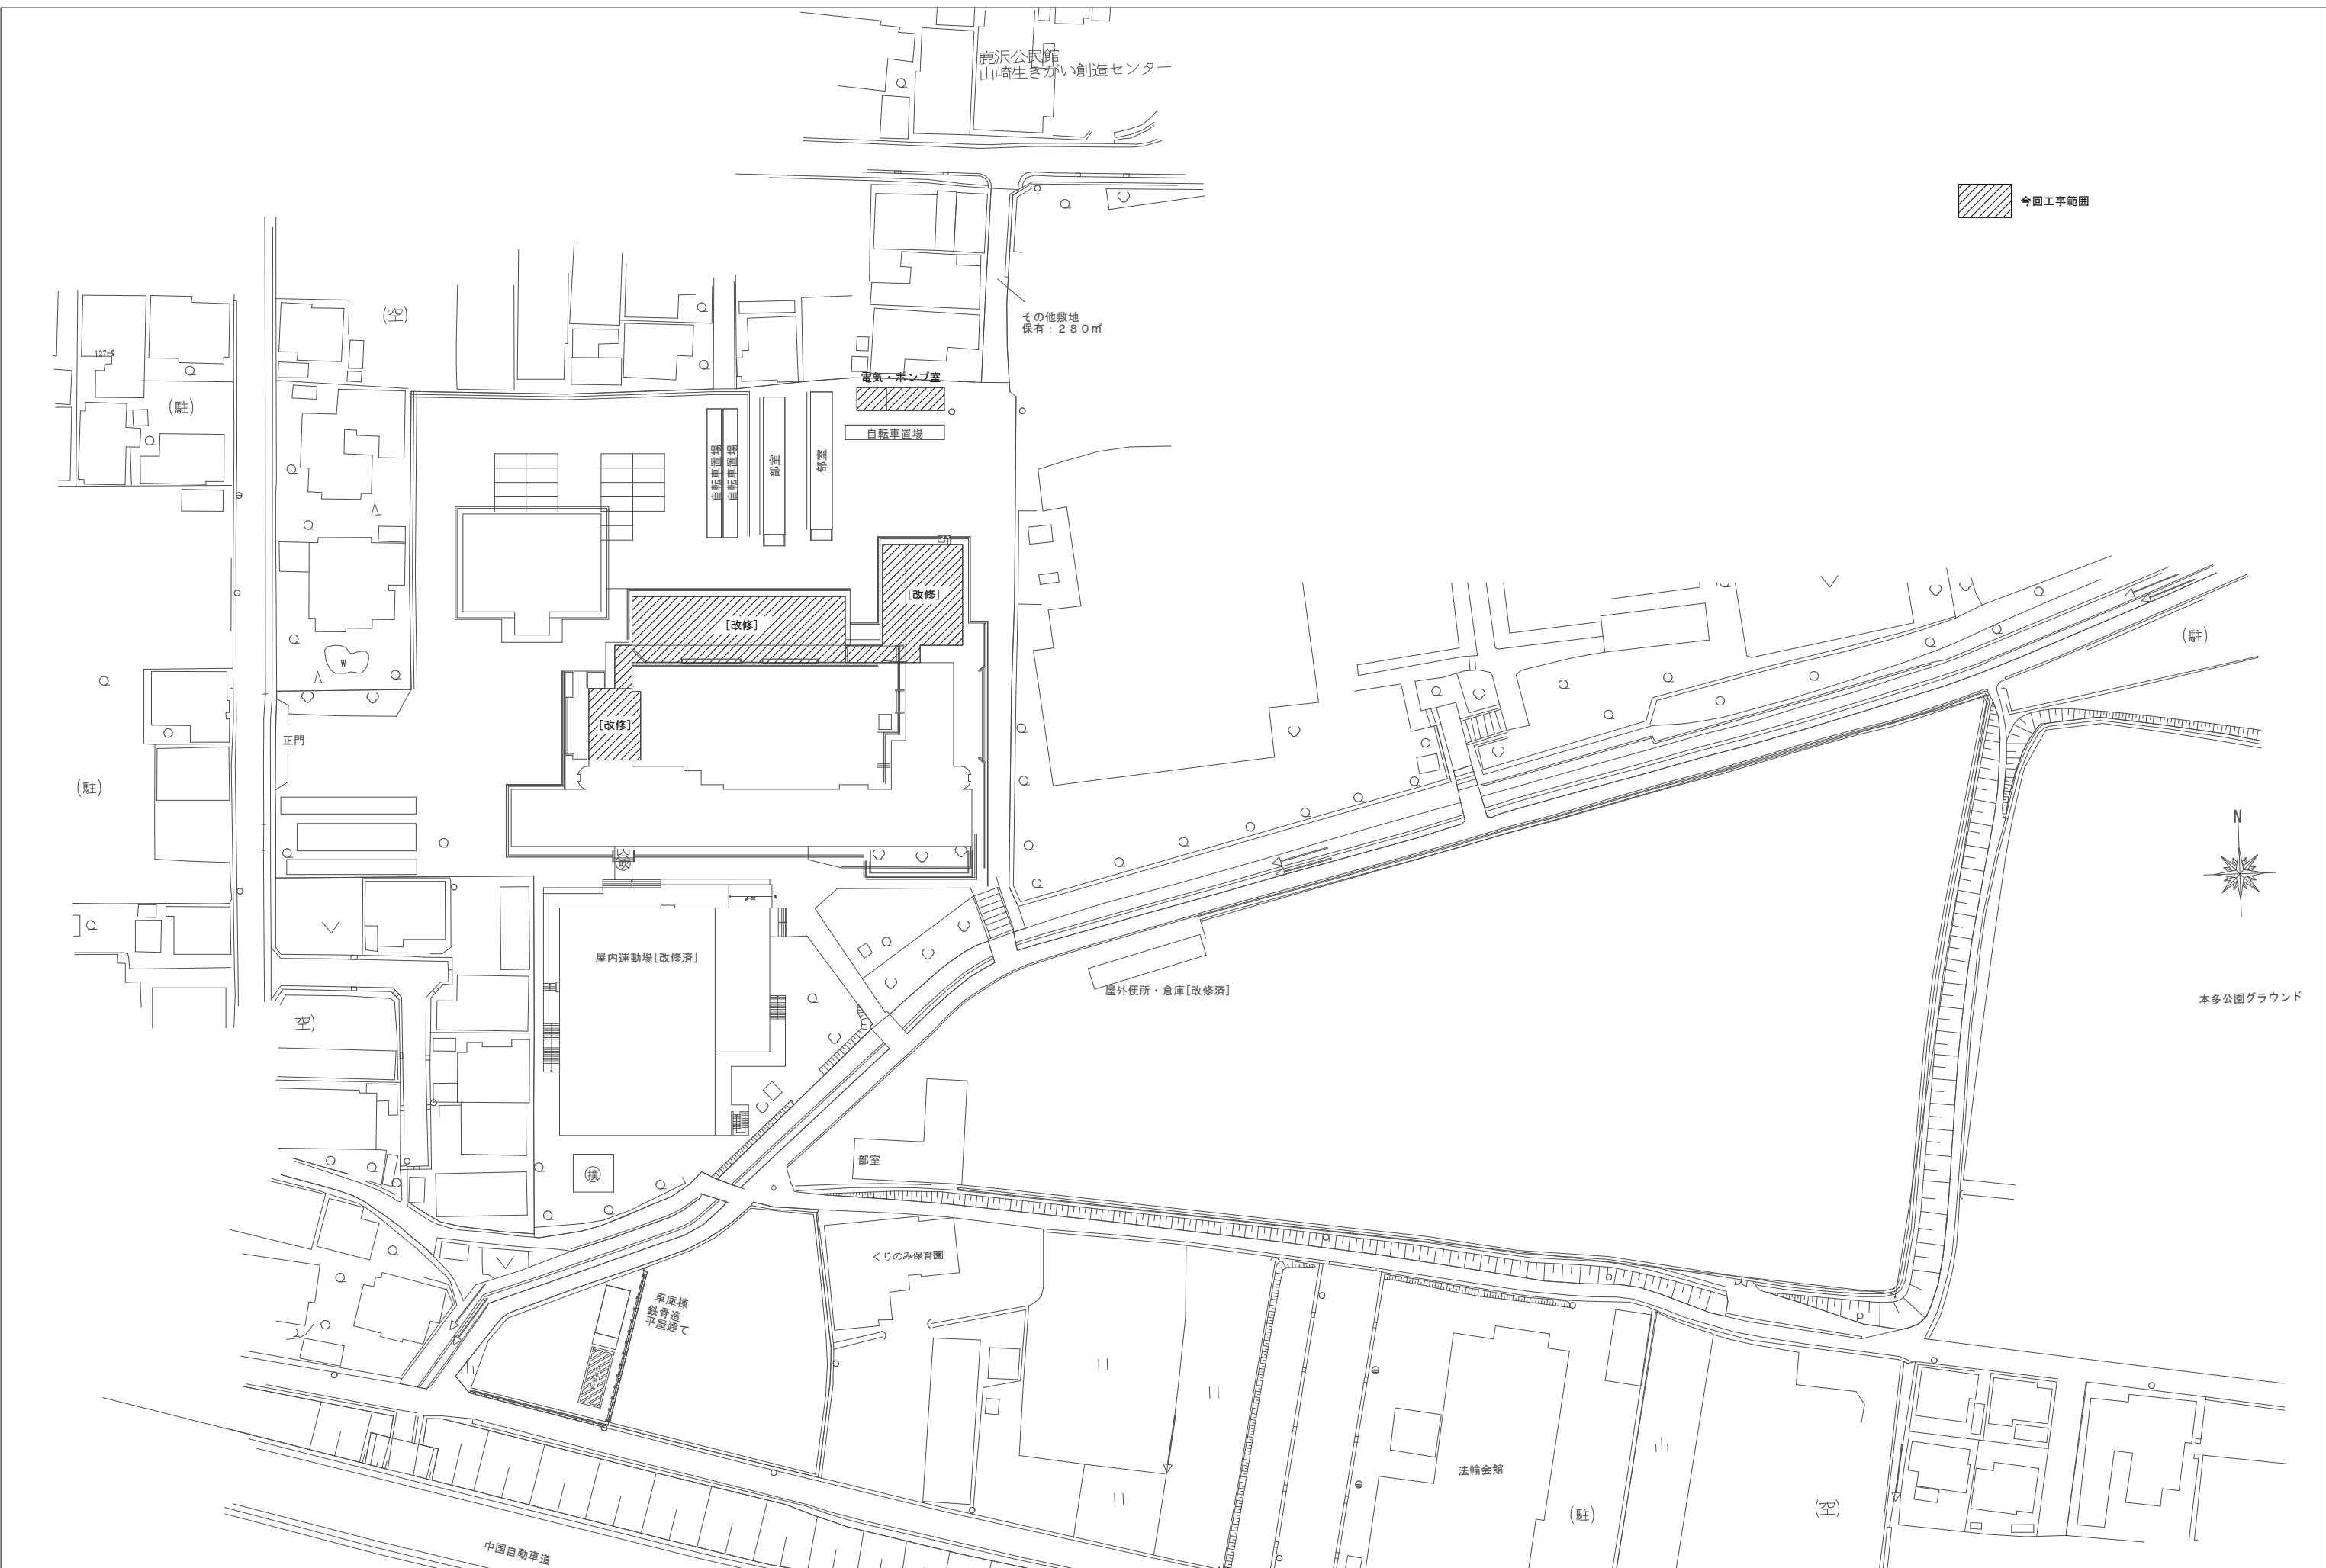 鹿沢公民館
山崎生きがい創造センター
今回工事範囲
(空)
その他敷地
保有：２８０㎡
127-9
(駐)
電気・ポンプ室
自転車置場
自転車置場
自転車置場
部室
部室
[改修]
[改修]
(駐)
W
[改修]
正門
(駐)
N
屋内運動場[改修済]
屋外便所・倉庫[改修済]
本多公園グラウンド
空)
部室
くりのみ保育園
車庫棟
鉄骨造
平屋建て
法輪会館
(駐)
(空)
中国自動車道